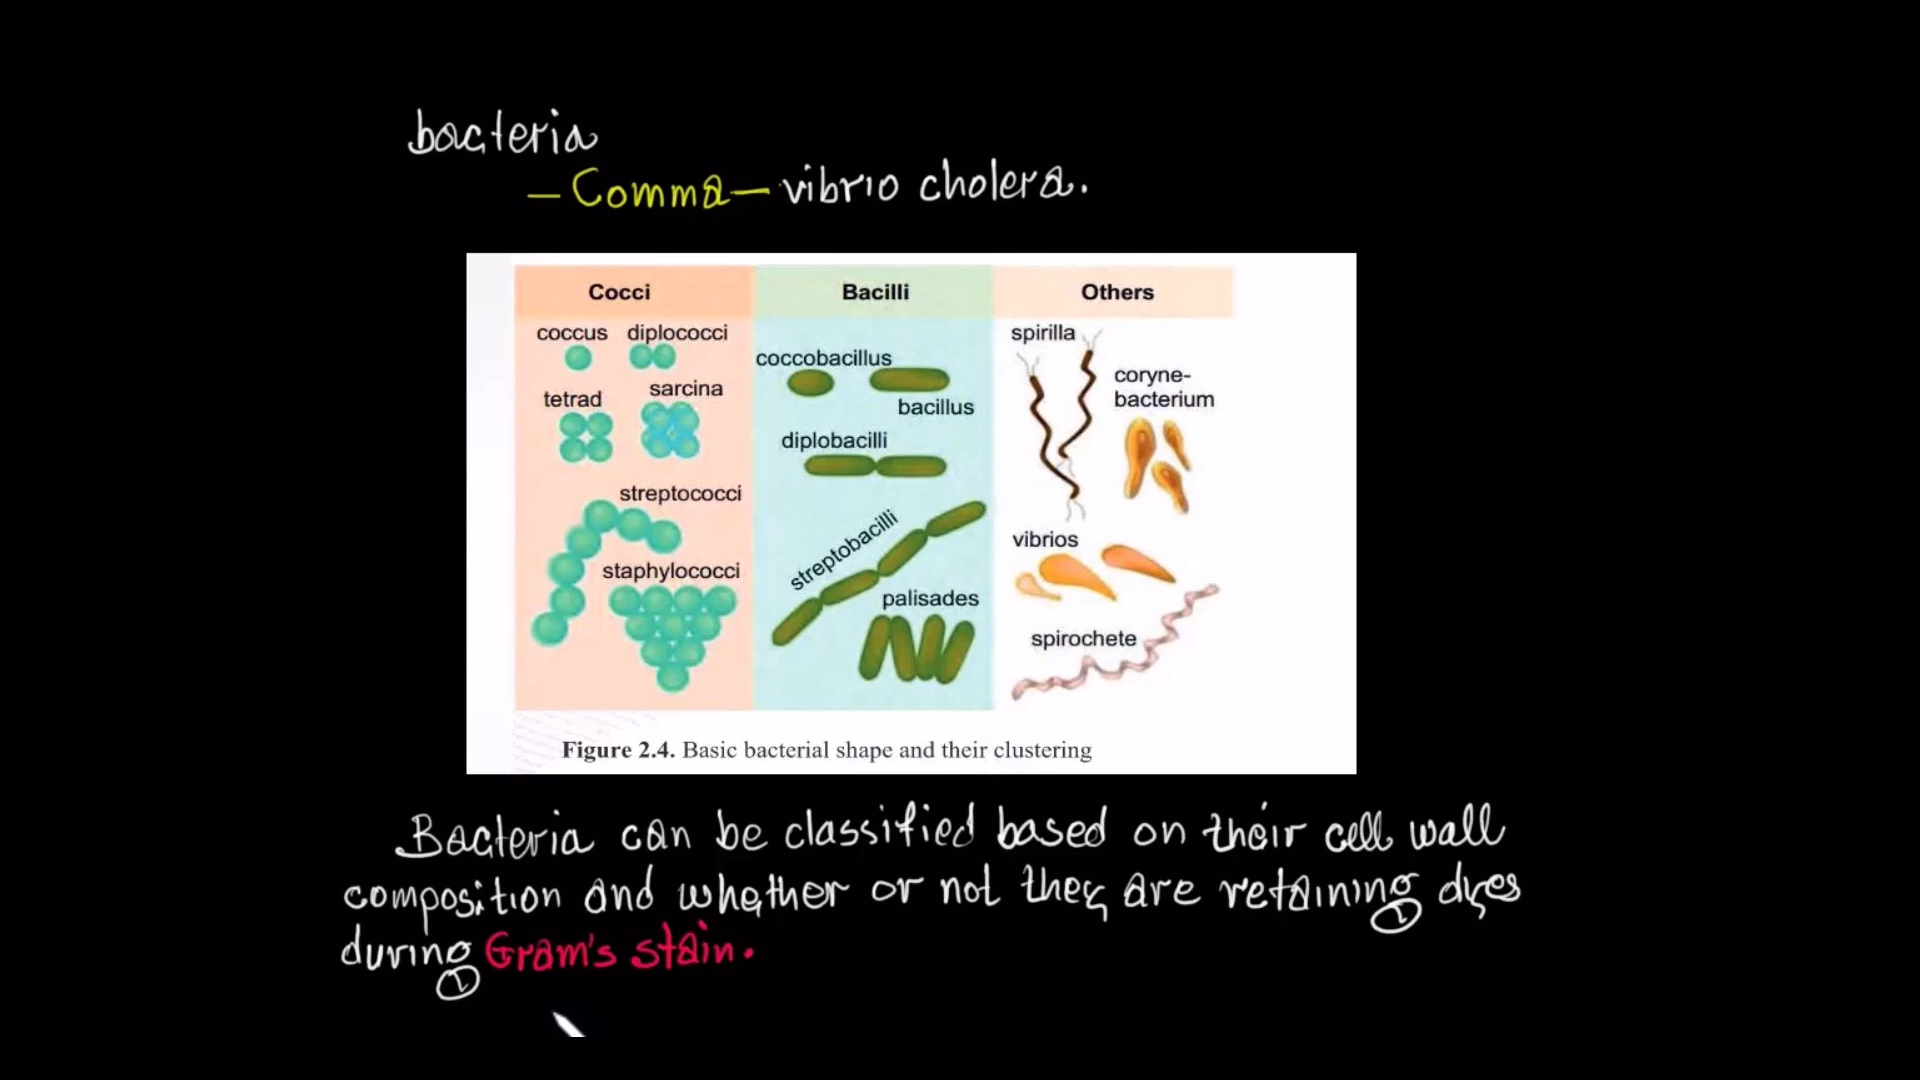 bacteria
– Comma – vibrio cholera.
Cocci
Bacilli
Others
coccus diplococci
tetrad
sarcina
streptococci
staphylococci
coccobacillus
bacillus
diplobacilli
streptobacilli
palisades
spirilla
coryne-
bacterium
vibrios
spirochete
Figure 2.4. Basic bacterial shape and their clustering
Bacteria can be classified based on their cell wall
composition and whether or not they are retaining dyes
during Gram's stain.